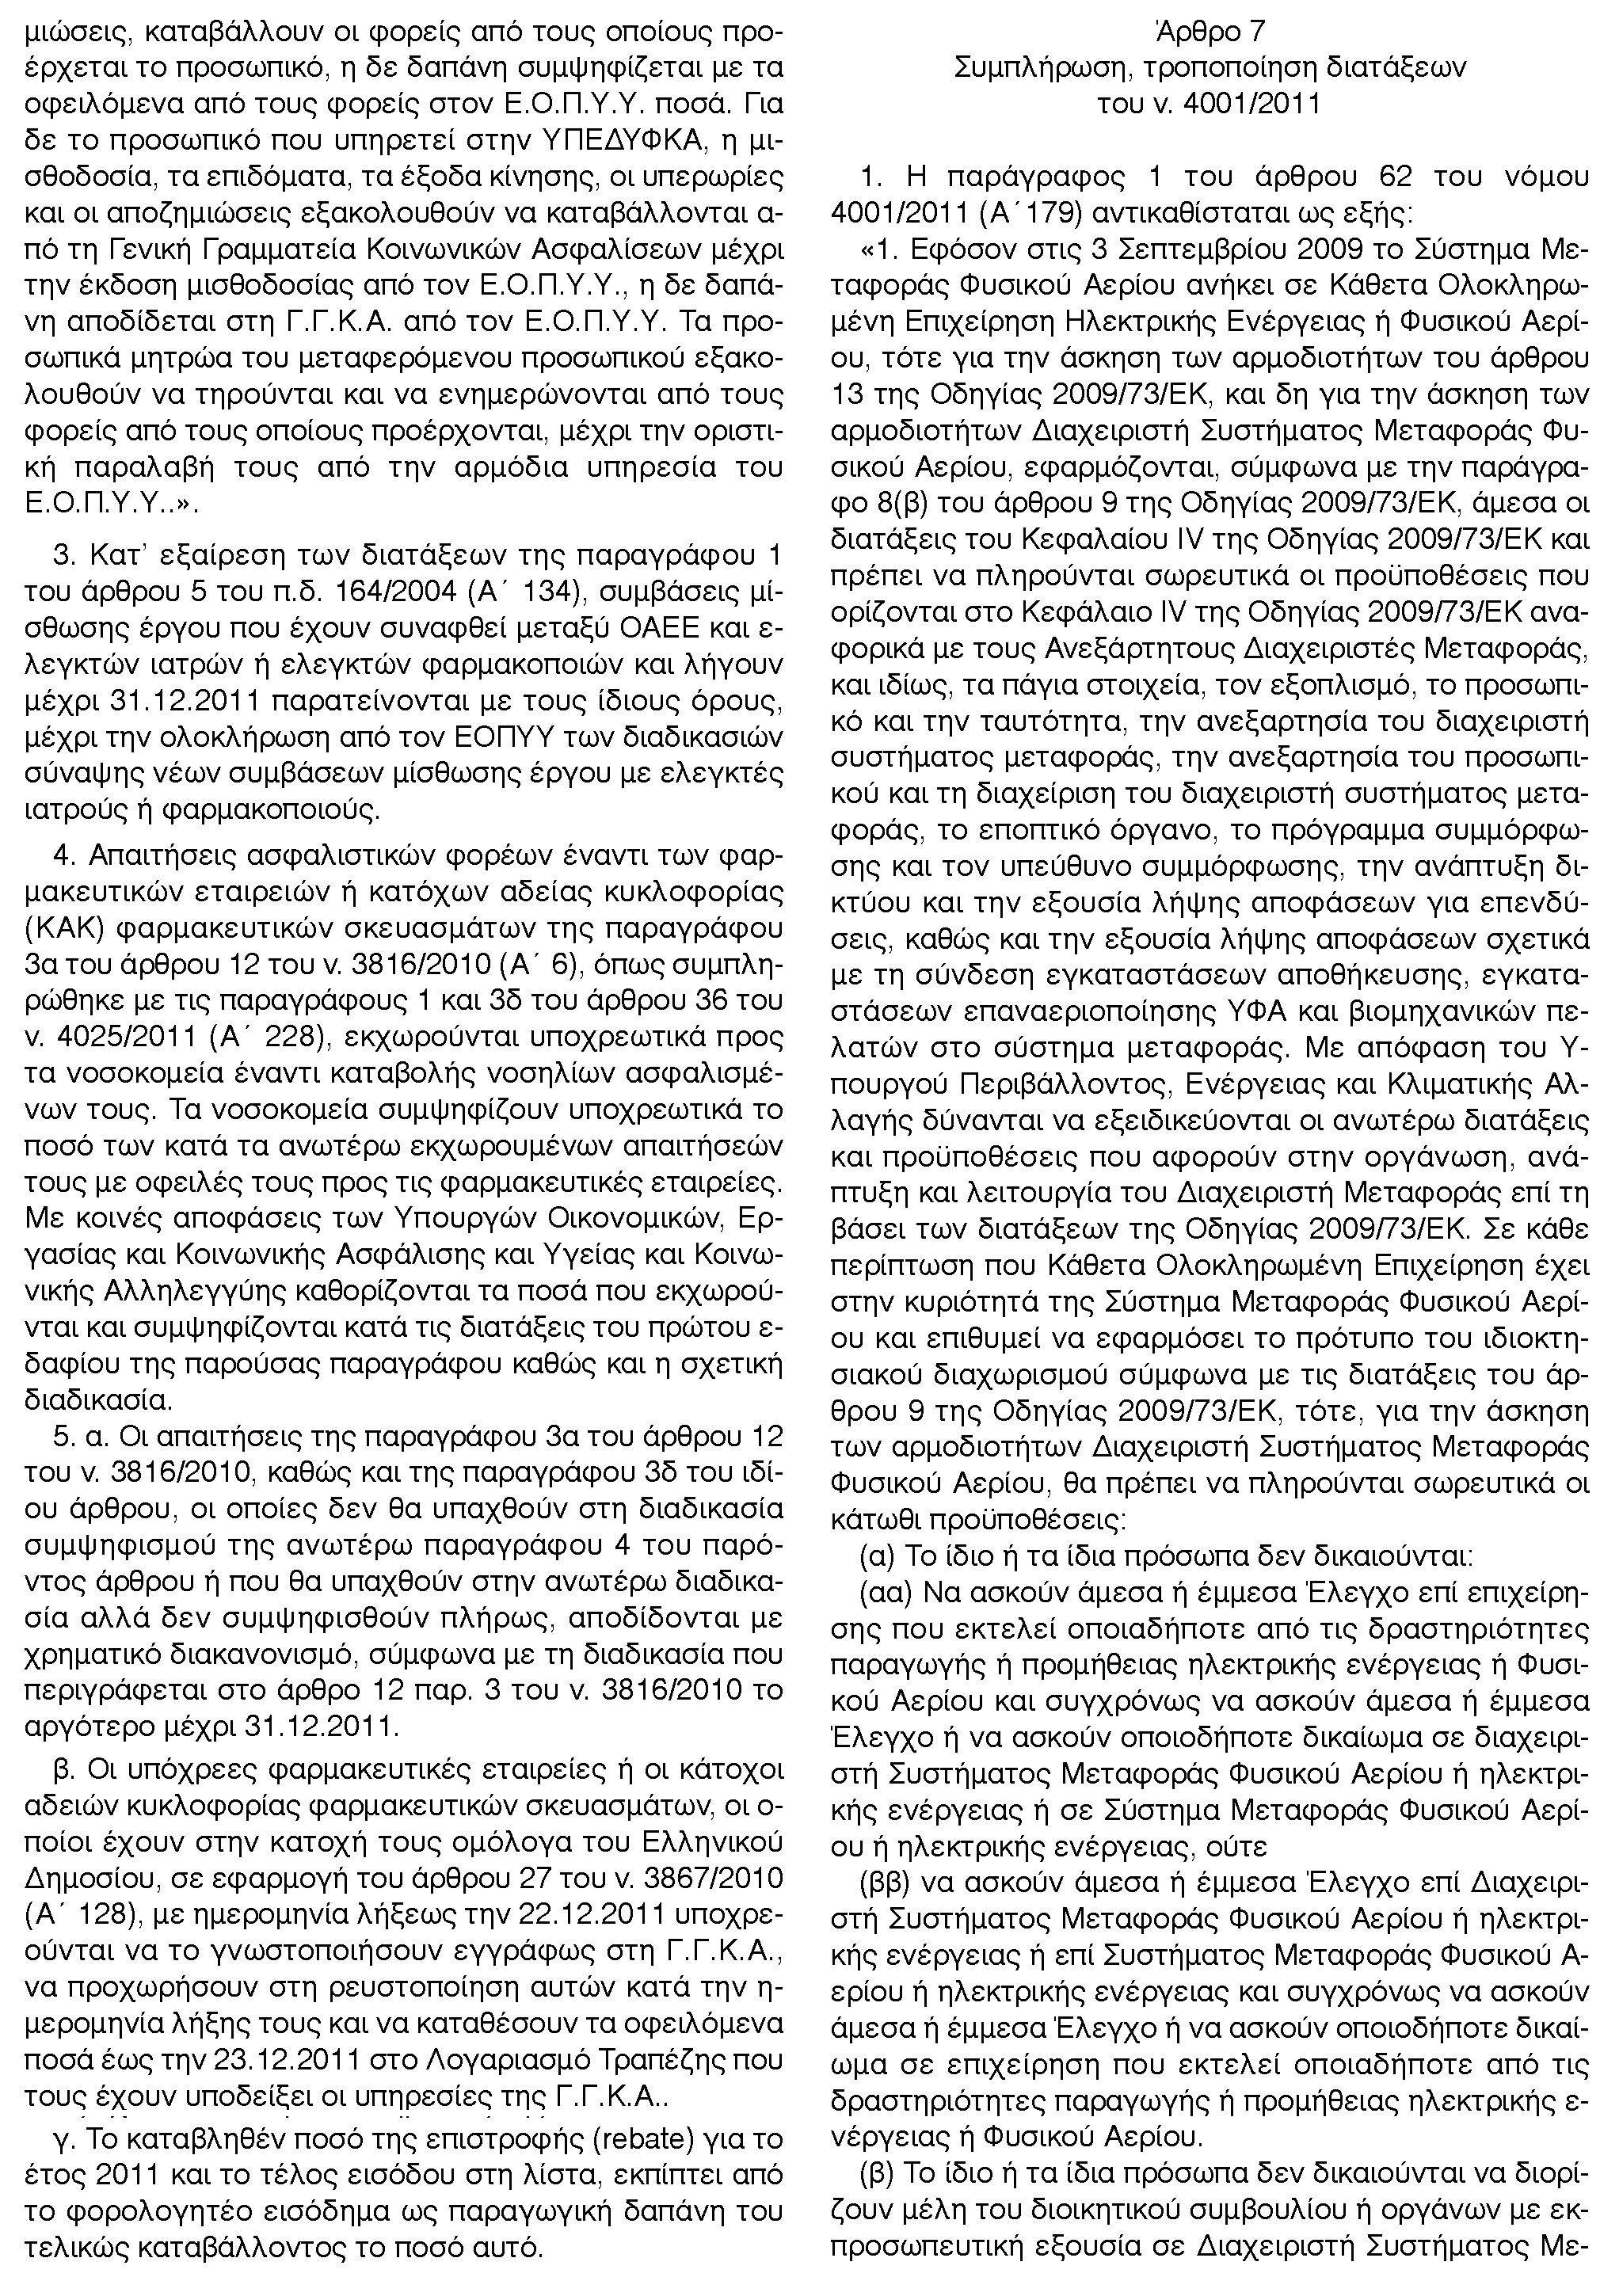 μιώσεις, καταβάλλουν οι φορείς από τους οποίους προ-
έρχεται το προσωπικό, η δε δαπάνη συμψηφίζεται με τα
οφειλόμενα από τους φορείς στον Ε.Ο.Π.Υ.Υ. ποσά. Για
δε το προσωπικό που υπηρετεί στην ΥΠΕΔΥΦΚΑ, η μι-
σθοδοσία, τα επιδόματα, τα έξοδα κίνησης, οι υπερωρίες
και οι αποζημιώσεις εξακολουθούν να καταβάλλονται α-
πό τη Γενική Γραμματεία Κοινωνικών Ασφαλίσεων μέχρι
την έκδοση μισθοδοσίας από τον Ε.Ο.Π.Υ.Υ., η δε δαπά-
νη αποδίδεται στη Γ.Γ.Κ.Α. από τον Ε.Ο.Π.Υ.Υ. Τα προ-
σωπικά μητρώα του μεταφερόμενου προσωπικού εξακο-
λουθούν να τηρούνται και να ενημερώνονται από τους
φορείς από τους οποίους προέρχονται, μέχρι την οριστι-
κή παραλαβή τους από την αρμόδια υπηρεσία του
Ε.Ο.Π.Υ.Υ..».
3. Κατ’ εξαίρεση των διατάξεων της παραγράφου 1
του άρθρου 5 του π.δ. 164/2004 (Α΄ 134), συμβάσεις μί-
σθωσης έργου που έχουν συναφθεί μεταξύ ΟΑΕΕ και ε-
λεγκτών ιατρών ή ελεγκτών φαρμακοποιών και λήγουν
μέχρι 31.12.2011 παρατείνονται με τους ίδιους όρους,
μέχρι την ολοκλήρωση από τον ΕΟΠΥΥ των διαδικασιών
σύναψης νέων συμβάσεων μίσθωσης έργου με ελεγκτές
ιατρούς ή φαρμακοποιούς.
4. Απαιτήσεις ασφαλιστικών φορέων έναντι των φαρ-
μακευτικών εταιρειών ή κατόχων αδείας κυκλοφορίας
(ΚΑΚ) φαρμακευτικών σκευασμάτων της παραγράφου
3α του άρθρου 12 του ν. 3816/2010 (Α΄ 6), όπως συμπλη-
ρώθηκε με τις παραγράφους 1 και 3δ του άρθρου 36 του
ν. 4025/2011 (Α΄ 228), εκχωρούνται υποχρεωτικά προς
τα νοσοκομεία έναντι καταβολής νοσηλίων ασφαλισμέ-
νων τους. Τα νοσοκομεία συμψηφίζουν υποχρεωτικά το
ποσό των κατά τα ανωτέρω εκχωρουμένων απαιτήσεών
τους με οφειλές τους προς τις φαρμακευτικές εταιρείες.
Με κοινές αποφάσεις των Υπουργών Οικονομικών, Ερ-
γασίας και Κοινωνικής Ασφάλισης και Υγείας και Κοινω-
νικής Αλληλεγγύης καθορίζονται τα ποσά που εκχωρού-
νται και συμψηφίζονται κατά τις διατάξεις του πρώτου ε-
δαφίου της παρούσας παραγράφου καθώς και η σχετική
διαδικασία.
5. α. Οι απαιτήσεις της παραγράφου 3α του άρθρου 12
του ν. 3816/2010, καθώς και της παραγράφου 3δ του ιδί-
ου άρθρου, οι οποίες δεν θα υπαχθούν στη διαδικασία
συμψηφισμού της ανωτέρω παραγράφου 4 του παρό-
ντος άρθρου ή που θα υπαχθούν στην ανωτέρω διαδικα-
σία αλλά δεν συμψηφισθούν πλήρως, αποδίδονται με
χρηματικό διακανονισμό, σύμφωνα με τη διαδικασία που
περιγράφεται στο άρθρο 12 παρ. 3 του ν. 3816/2010 το
αργότερο μέχρι 31.12.2011.
β. Οι υπόχρεες φαρμακευτικές εταιρείες ή οι κάτοχοι
αδειών κυκλοφορίας φαρμακευτικών σκευασμάτων, οι ο-
ποίοι έχουν στην κατοχή τους ομόλογα του Ελληνικού
Δημοσίου, σε εφαρμογή του άρθρου 27 του ν. 3867/2010
(Α΄ 128), με ημερομηνία λήξεως την 22.12.2011 υποχρε-
ούνται να το γνωστοποιήσουν εγγράφως στη Γ.Γ.Κ.Α.,
να προχωρήσουν στη ρευστοποίηση αυτών κατά την η-
μερομηνία λήξης τους και να καταθέσουν τα οφειλόμενα
ποσά έως την 23.12.2011 στο Λογαριασμό Τραπέζης που
τους έχουν υποδείξει οι υπηρεσίες της Γ.Γ.Κ.Α..
γ. Το καταβληθέν ποσό της επιστροφής (rebate) για το
έτος 2011 και το τέλος εισόδου στη λίστα, εκπίπτει από
το φορολογητέο εισόδημα ως παραγωγική δαπάνη του
τελικώς καταβάλλοντος το ποσό αυτό.
Άρθρο 7
Συμπλήρωση, τροποποίηση διατάξεων
του ν. 4001/2011
1. Η παράγραφος 1 του άρθρου 62 του νόμου
4001/2011 (Α΄179) αντικαθίσταται ως εξής:
«1. Εφόσον στις 3 Σεπτεμβρίου 2009 το Σύστημα Με-
ταφοράς Φυσικού Αερίου ανήκει σε Κάθετα Ολοκληρω-
μένη Επιχείρηση Ηλεκτρικής Ενέργειας ή Φυσικού Αερί-
ου, τότε για την άσκηση των αρμοδιοτήτων του άρθρου
13 της Οδηγίας 2009/73/ΕΚ, και δη για την άσκηση των
αρμοδιοτήτων Διαχειριστή Συστήματος Μεταφοράς Φυ-
σικού Αερίου, εφαρμόζονται, σύμφωνα με την παράγρα-
φο 8(β) του άρθρου 9 της Οδηγίας 2009/73/ΕΚ, άμεσα οι
διατάξεις του Κεφαλαίου IV της Οδηγίας 2009/73/ΕΚ και
πρέπει να πληρούνται σωρευτικά οι προϋποθέσεις που
ορίζονται στο Κεφάλαιο IV της Οδηγίας 2009/73/ΕΚ ανα-
φορικά με τους Ανεξάρτητους Διαχειριστές Μεταφοράς,
και ιδίως, τα πάγια στοιχεία, τον εξοπλισμό, το προσωπι-
κό και την ταυτότητα, την ανεξαρτησία του διαχειριστή
συστήματος μεταφοράς, την ανεξαρτησία του προσωπι-
κού και τη διαχείριση του διαχειριστή συστήματος μετα-
φοράς, το εποπτικό όργανο, το πρόγραμμα συμμόρφω-
σης και τον υπεύθυνο συμμόρφωσης, την ανάπτυξη δι-
κτύου και την εξουσία λήψης αποφάσεων για επενδύ-
σεις, καθώς και την εξουσία λήψης αποφάσεων σχετικά
με τη σύνδεση εγκαταστάσεων αποθήκευσης, εγκατα-
στάσεων επαναεριοποίησης ΥΦΑ και βιομηχανικών πε-
λατών στο σύστημα μεταφοράς. Με απόφαση του Υ-
πουργού Περιβάλλοντος, Ενέργειας και Κλιματικής Αλ-
λαγής δύνανται να εξειδικεύονται οι ανωτέρω διατάξεις
και προϋποθέσεις που αφορούν στην οργάνωση, ανά-
πτυξη και λειτουργία του Διαχειριστή Μεταφοράς επί τη
βάσει των διατάξεων της Οδηγίας 2009/73/ΕΚ. Σε κάθε
περίπτωση που Κάθετα Ολοκληρωμένη Επιχείρηση έχει
στην κυριότητά της Σύστημα Μεταφοράς Φυσικού Αερί-
ου και επιθυμεί να εφαρμόσει το πρότυπο του ιδιοκτη-
σιακού διαχωρισμού σύμφωνα με τις διατάξεις του άρ-
θρου 9 της Οδηγίας 2009/73/ΕΚ, τότε, για την άσκηση
των αρμοδιοτήτων Διαχειριστή Συστήματος Μεταφοράς
Φυσικού Αερίου, θα πρέπει να πληρούνται σωρευτικά οι
κάτωθι προϋποθέσεις:
(α) Το ίδιο ή τα ίδια πρόσωπα δεν δικαιούνται:
(αα) Να ασκούν άμεσα ή έμμεσα Έλεγχο επί επιχείρη-
σης που εκτελεί οποιαδήποτε από τις δραστηριότητες
παραγωγής ή προμήθειας ηλεκτρικής ενέργειας ή Φυσι-
κού Αερίου και συγχρόνως να ασκούν άμεσα ή έμμεσα
Έλεγχο ή να ασκούν οποιοδήποτε δικαίωμα σε διαχειρι-
στή Συστήματος Μεταφοράς Φυσικού Αερίου ή ηλεκτρι-
κής ενέργειας ή σε Σύστημα Μεταφοράς Φυσικού Αερί-
ου ή ηλεκτρικής ενέργειας, ούτε
(ββ) να ασκούν άμεσα ή έμμεσα Έλεγχο επί Διαχειρι-
στή Συστήματος Μεταφοράς Φυσικού Αερίου ή ηλεκτρι-
κής ενέργειας ή επί Συστήματος Μεταφοράς Φυσικού Α-
ερίου ή ηλεκτρικής ενέργειας και συγχρόνως να ασκούν
άμεσα ή έμμεσα Έλεγχο ή να ασκούν οποιοδήποτε δικαί-
ωμα σε επιχείρηση που εκτελεί οποιαδήποτε από τις
δραστηριότητες παραγωγής ή προμήθειας ηλεκτρικής ε-
νέργειας ή Φυσικού Αερίου.
(β) Το ίδιο ή τα ίδια πρόσωπα δεν δικαιούνται να διορί-
ζουν μέλη του διοικητικού συμβουλίου ή οργάνων με εκ-
προσωπευτική εξουσία σε Διαχειριστή Συστήματος Με-